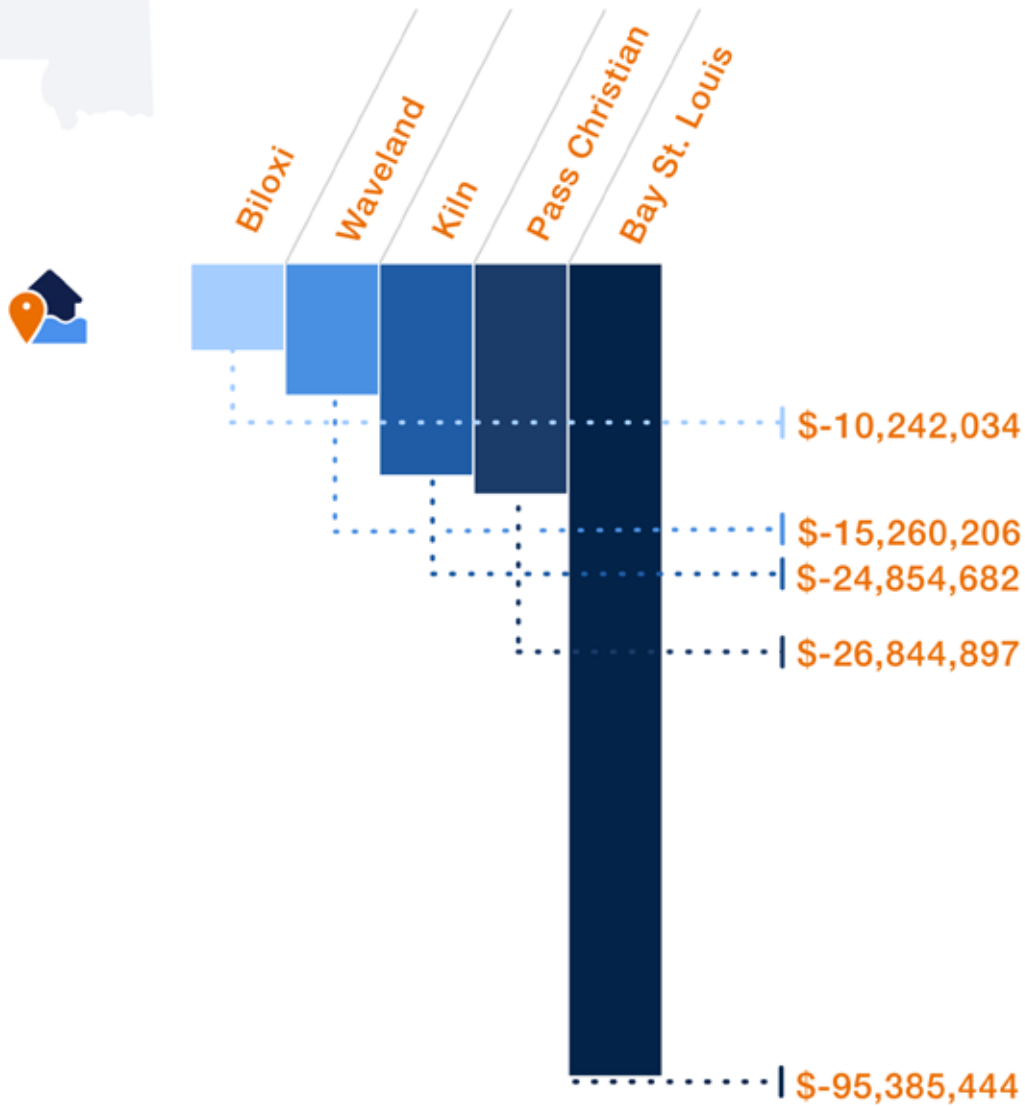 Biloxi
Waveland
Kiln
Pass Christian
Bay St. Louis
$-10,242,034
$-15,260,206
$-24,854,682
$-26,844,897
$-95,385,444